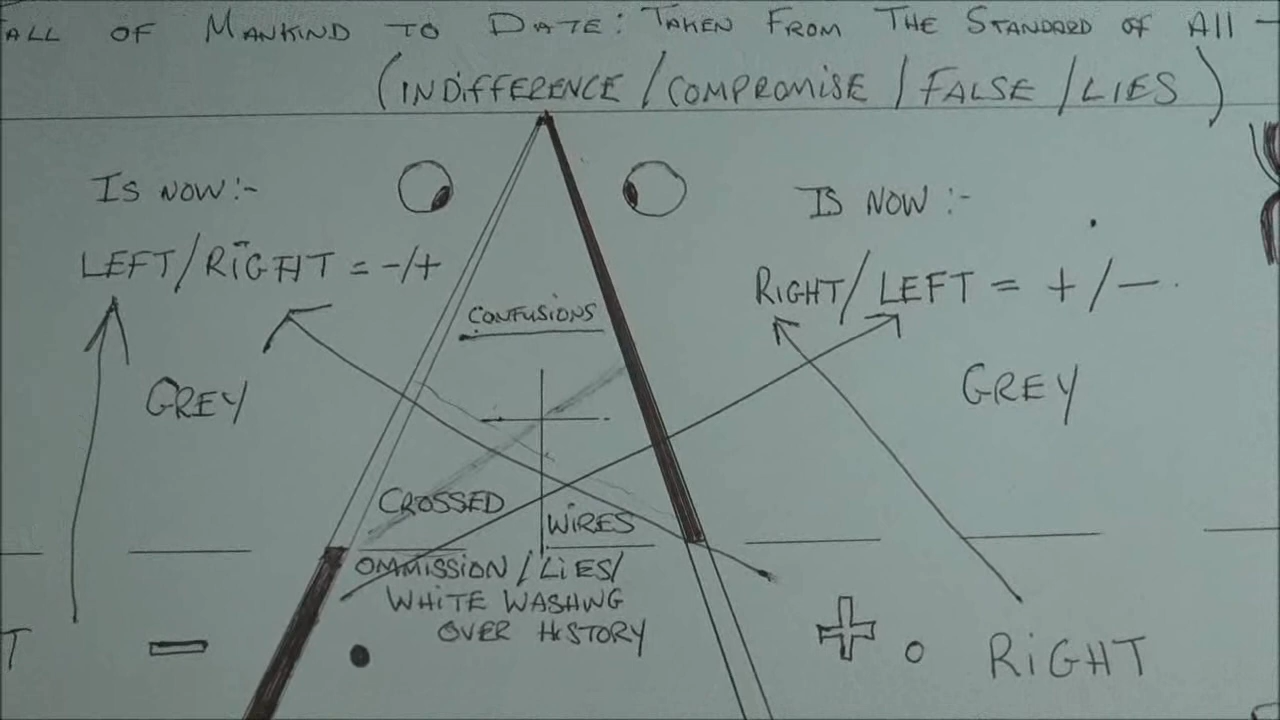 FALL OF MANKIND TO DATE: TAKEN FROM THE STANDARD OF All -
(INDIFFERENCE / COMPROMISE / FALSE / LIES)
IS NOW:-
IS NOW:-
LEFT/RIGHT = -/+
RIGHT/LEFT = +/-
CONFUSIONS
GREY
GREY
CROSSED WIRES
OMMISSION / LIES/
WHITE WASHING
OVER HISTORY
T
RIGHT